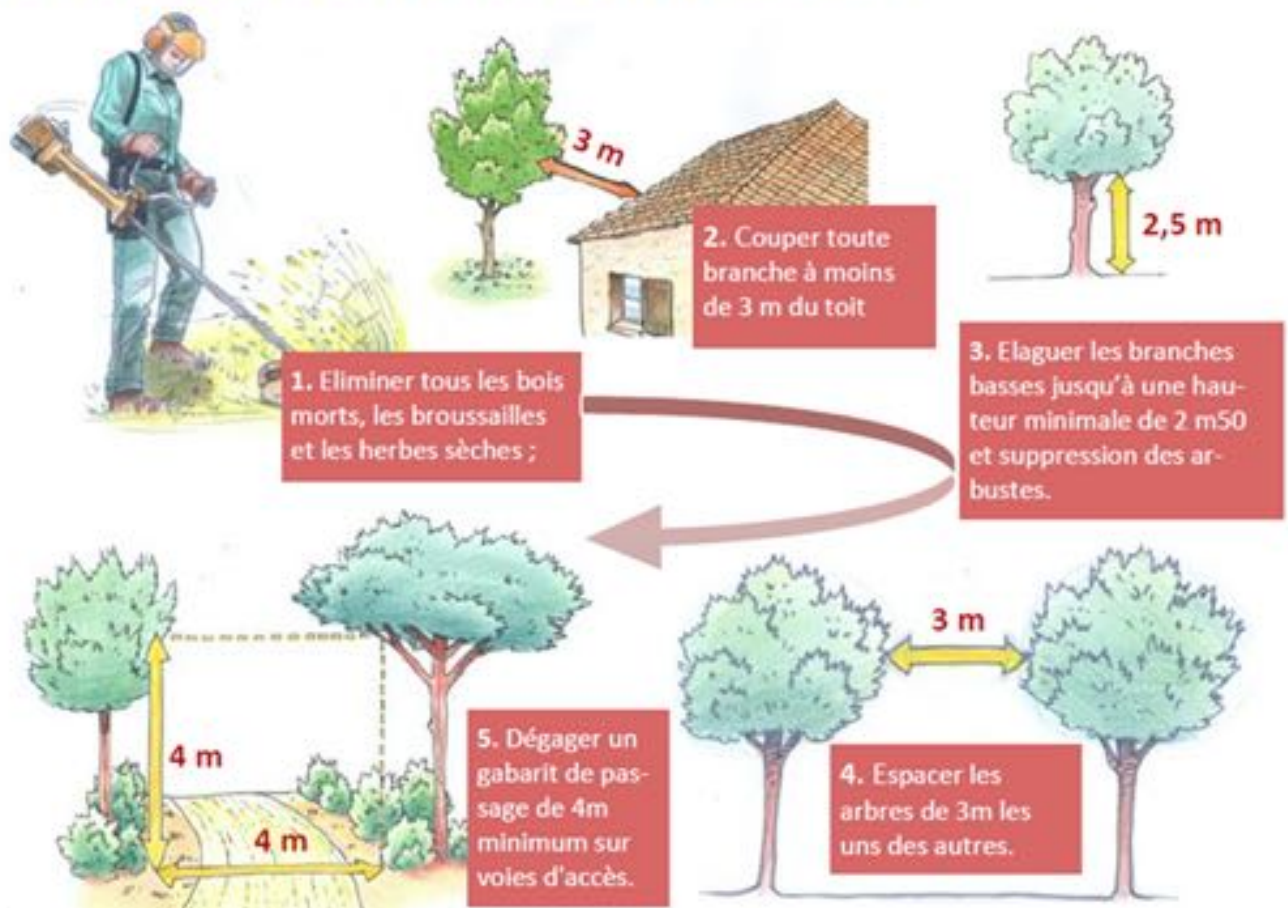 1. Eliminer tous les bois
morts, les broussailles
et les herbes sèches ;
3 m
2. Couper toute
branche à moins
de 3 m du toit
2,5 m
3. Elaguer les branches
basses jusqu'à une hau-
teur minimale de 2 m50
et suppression des ar-
bustes.
3 m
4. Espacer les
arbres de 3m les
uns des autres.
4 m
4 m
5. Dégager un
gabarit de pas-
sage de 4m
minimum sur
voies d'accès.